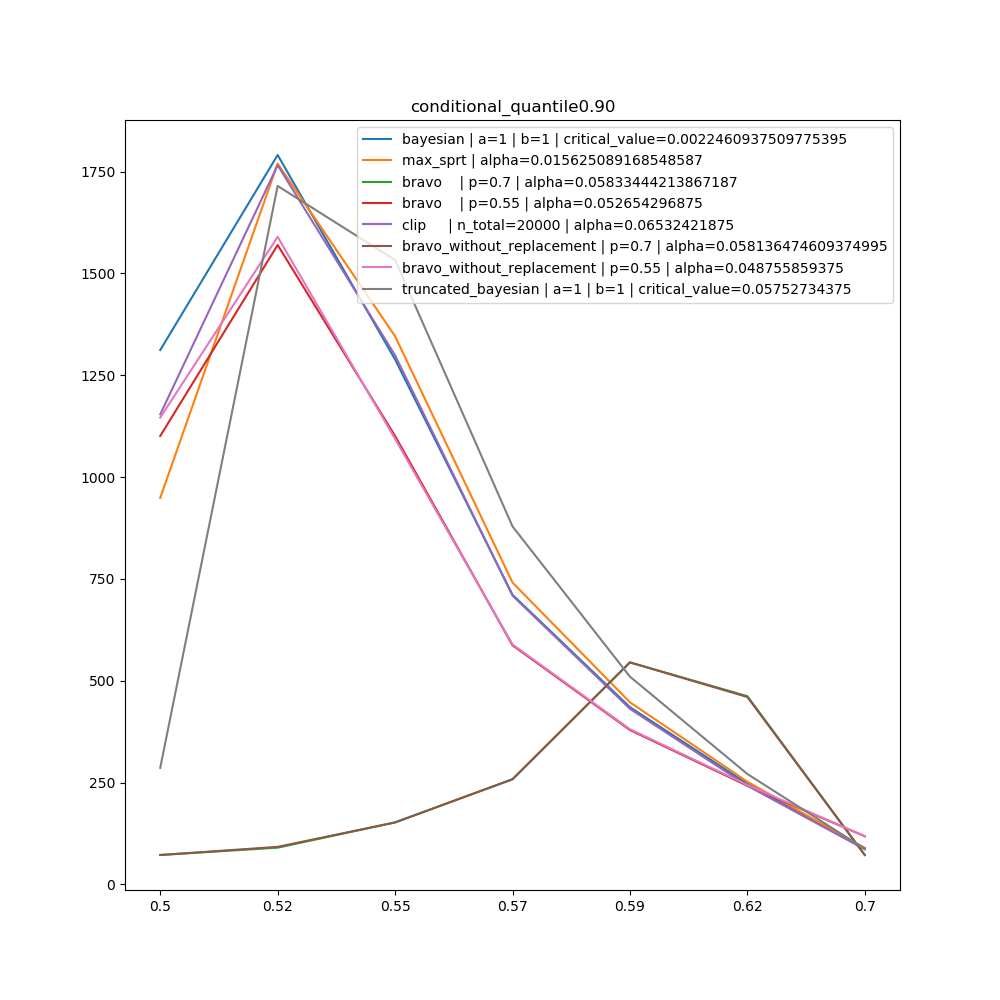 conditional_quantile0.90
bayesian | a=1 | b=1 | critical_value=0.0022460937509775395
max_sprt | alpha=0.015625089168548587
bravo    | p=0.7 | alpha=0.05833444213867187
bravo    | p=0.55 | alpha=0.052654296875
clip     | n_total=20000 | alpha=0.06532421875
bravo_without_replacement | p=0.7 | alpha=0.058136474609374995
bravo_without_replacement | p=0.55 | alpha=0.048755859375
truncated_bayesian | a=1 | b=1 | critical_value=0.05752734375
1750
1500
1250
1000
750
500
250
0
0.5 0.52 0.55 0.57 0.59 0.62 0.7